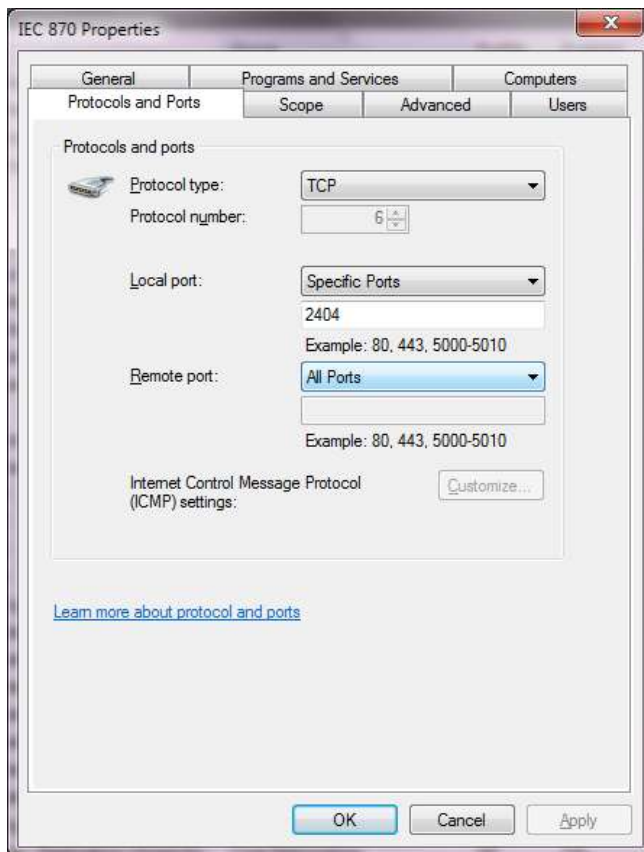 IEC 870 Properties
General Programs and Services Computers
Protocols and Ports Scope Advanced Users
Protocols and ports
Protocol type: TCP
Protocol number: 6
Local port: Specific Ports
2404
Example: 80, 443, 5000-5010
Remote port: All Ports
Example: 80, 443, 5000-5010
Internet Control Message Protocol
(ICMP) settings: Customize...
Learn more about protocol and ports
OK Cancel Apply